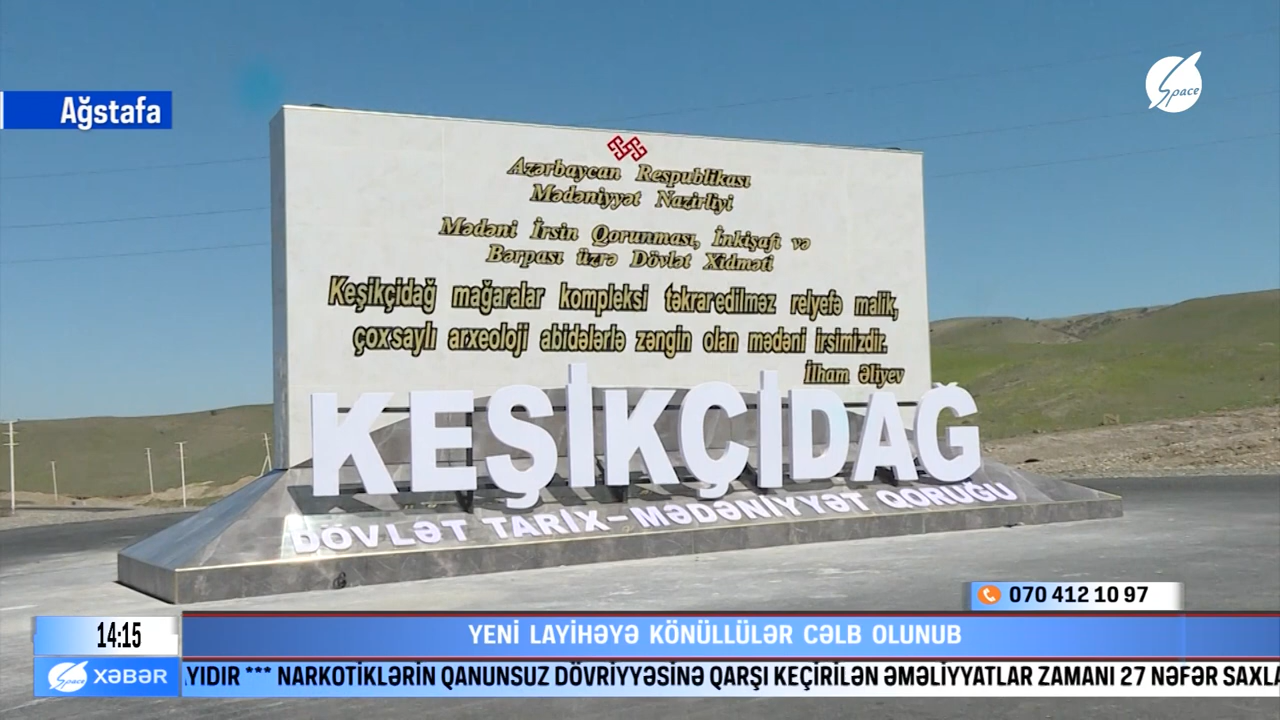 Ağstafa
Space
Azərbaycan Respublikası
Mədəniyyət Nazirliyi
Mədəni İrsin Qorunması, İnkişafı və
Bərpası üzrə Dövlət Xidməti
Keşikçidağ mağaralar kompleksi təkraredilməz relyefə malik,
çoxsaylı arxeoloji abidələrlə zəngin olan mədəni irsimizdir.
İlham Əliyev
KEŞİKÇİDAĞ
DÖVLƏT TARİX-MƏDƏNİYYƏT QORUĞU
070 412 10 97
14:15
YENİ LAYİHƏYƏ KÖNÜLLÜLƏR CƏLB OLUNUB
Space XƏBƏR
AYIDIR *** NARKOTİKLƏRİN QANUNSUZ DÖVRİYYƏSİNƏ QARŞI KEÇİRİLƏN ƏMƏLİYYATLAR ZAMANI 27 NƏFƏR SAXLA